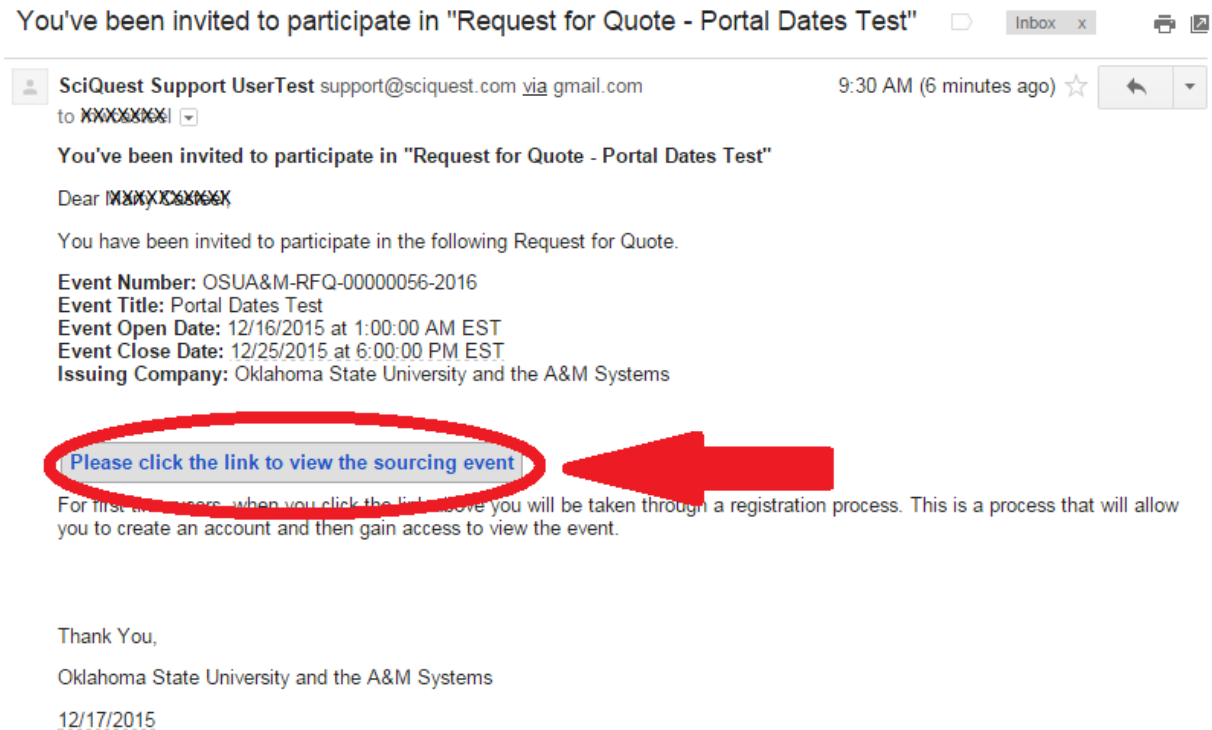 You've been invited to participate in "Request for Quote - Portal Dates Test"
Inbox x
SciQuest Support UserTest support@sciquest.com via gmail.com
9:30 AM (6 minutes ago)
to
You've been invited to participate in "Request for Quote - Portal Dates Test"
Dear
You have been invited to participate in the following Request for Quote.
Event Number: OSUA&M-RFQ-00000056-2016
Event Title: Portal Dates Test
Event Open Date: 12/16/2015 at 1:00:00 AM EST
Event Close Date: 12/25/2015 at 6:00:00 PM EST
Issuing Company: Oklahoma State University and the A&M Systems
Please click the link to view the sourcing event
For first time users, when you click the link above you will be taken through a registration process. This is a process that will allow
you to create an account and then gain access to view the event.
Thank You,
Oklahoma State University and the A&M Systems
12/17/2015